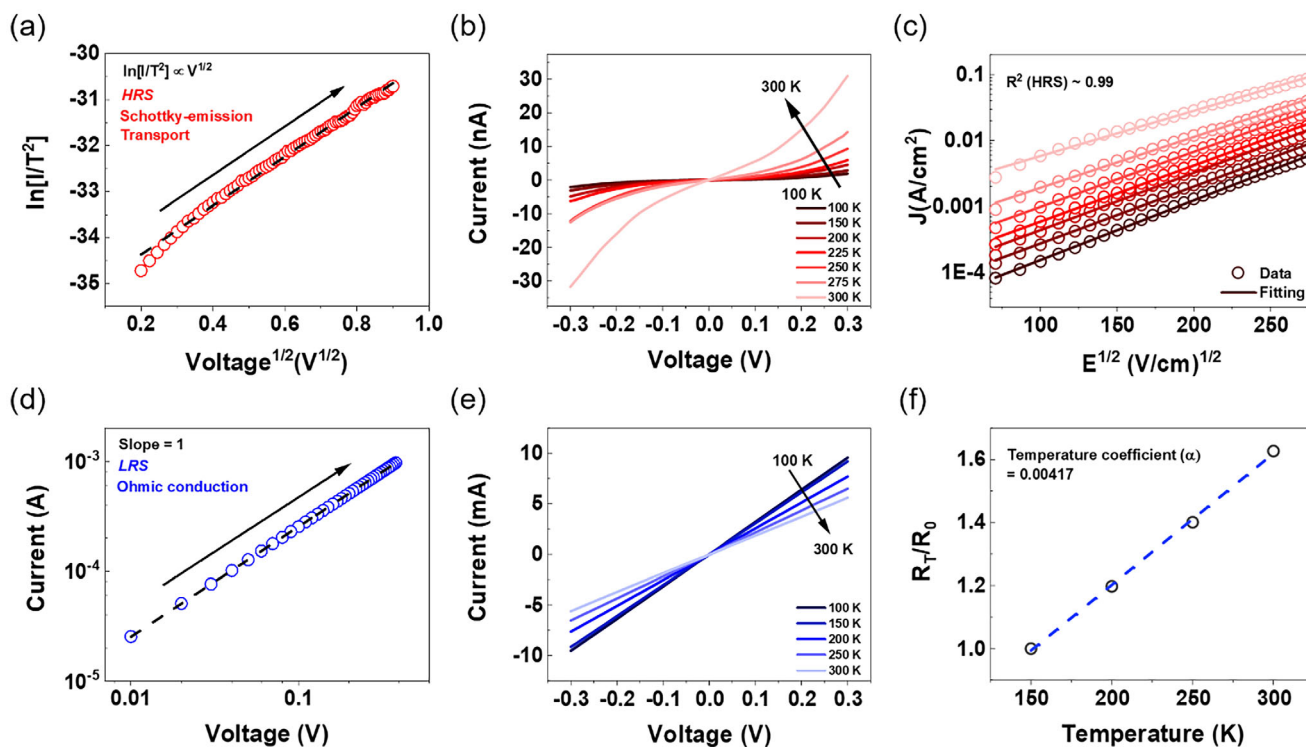 (a)
ln[I/T²] ∝ V¹/²
HRS
Schottky-emission
Transport
-30
-31
-32
-33
-34
-35
ln[I/T²]
0.2 0.4 0.6 0.8 1.0
Voltage¹/²(V¹/²)
(b)
300 K
100 K
100 K
150 K
200 K
225 K
250 K
275 K
300 K
30
20
10
0
-10
-20
-30
Current (nA)
-0.3 -0.2 -0.1 0.0 0.1 0.2 0.3
Voltage (V)
(c)
R² (HRS) ~ 0.99
0.1
0.01
0.001
1E-4
J(A/cm²)
Data
Fitting
100 150 200 250
E¹/² (V/cm)¹/²
(d)
Slope = 1
LRS
Ohmic conduction
10⁻³
10⁻⁴
10⁻⁵
Current (A)
0.01 0.1
Voltage (V)
(e)
100 K
300 K
100 K
150 K
200 K
250 K
300 K
10
5
0
-5
-10
Current (mA)
-0.3 -0.2 -0.1 0.0 0.1 0.2 0.3
Voltage (V)
(f)
Temperature coefficient (α)
= 0.00417
1.6
1.4
1.2
1.0
R_T/R_0
150 200 250 300
Temperature (K)